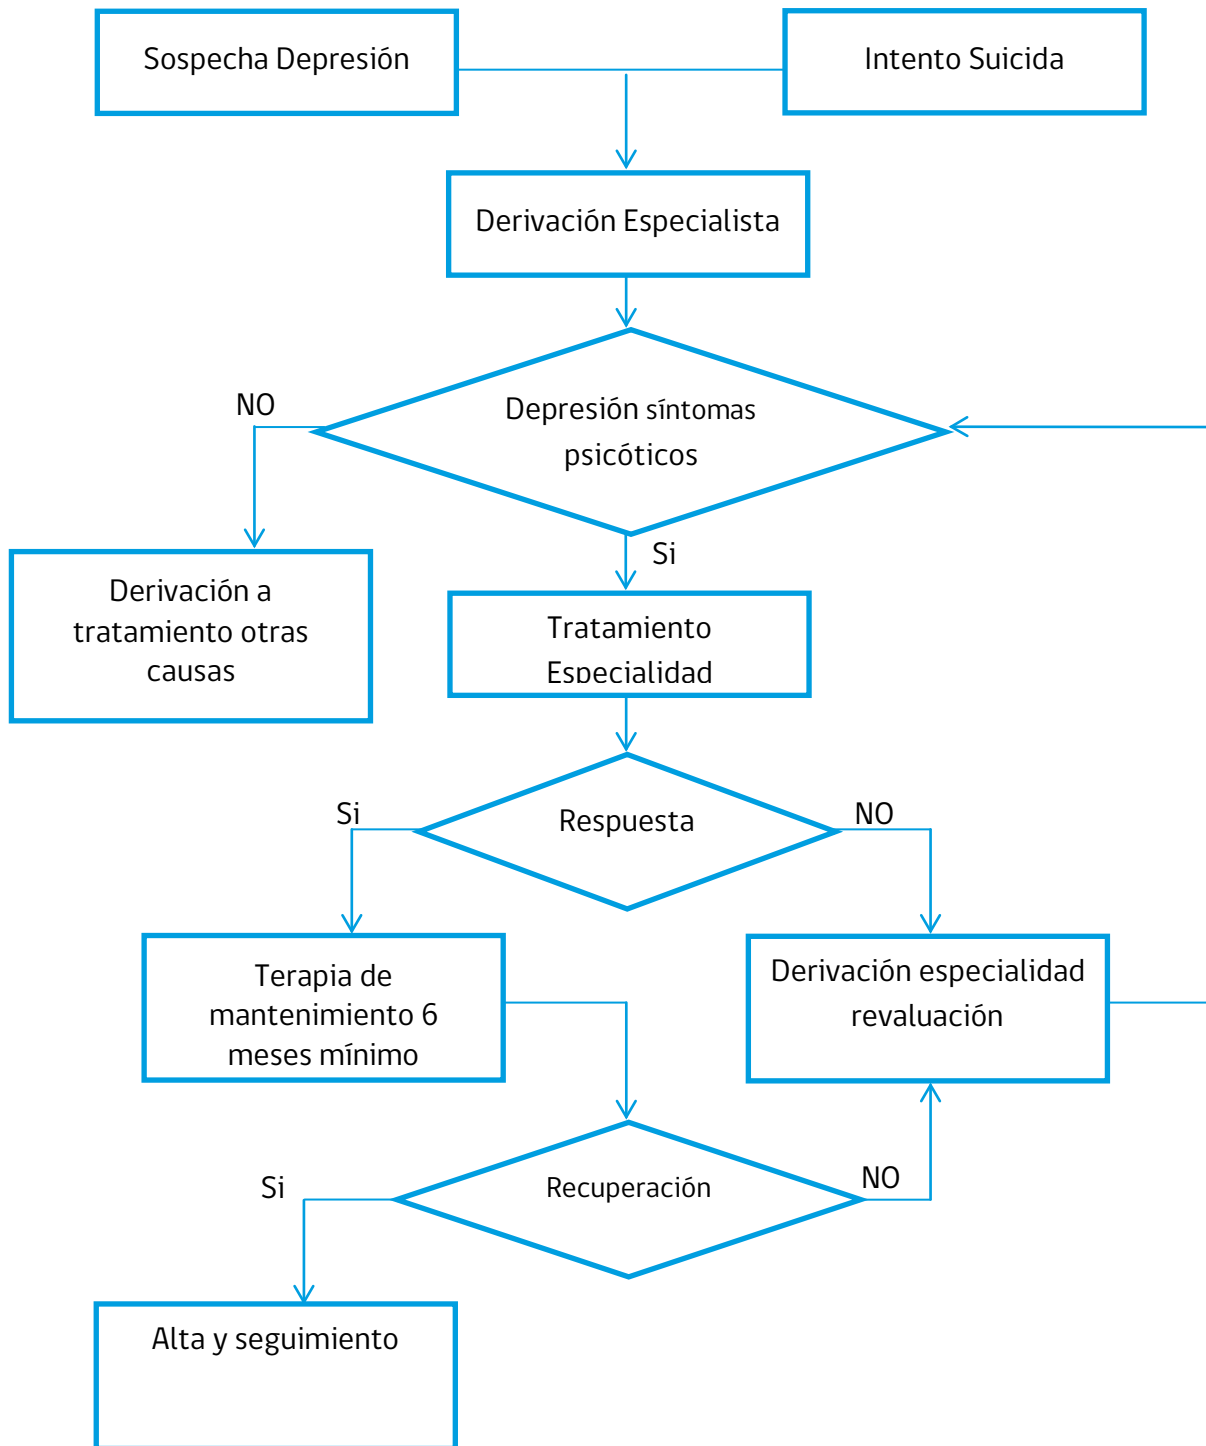 Sospecha Depresión
Intento Suicida
Derivación Especialista
NO
Depresión síntomas
psicóticos
Si
Derivación a
tratamiento otras
causas
Tratamiento
Especialidad
Si
Respuesta
NO
Terapia de
mantenimiento 6
meses mínimo
Derivación especialidad
revaluación
Si
Recuperación
NO
Alta y seguimiento